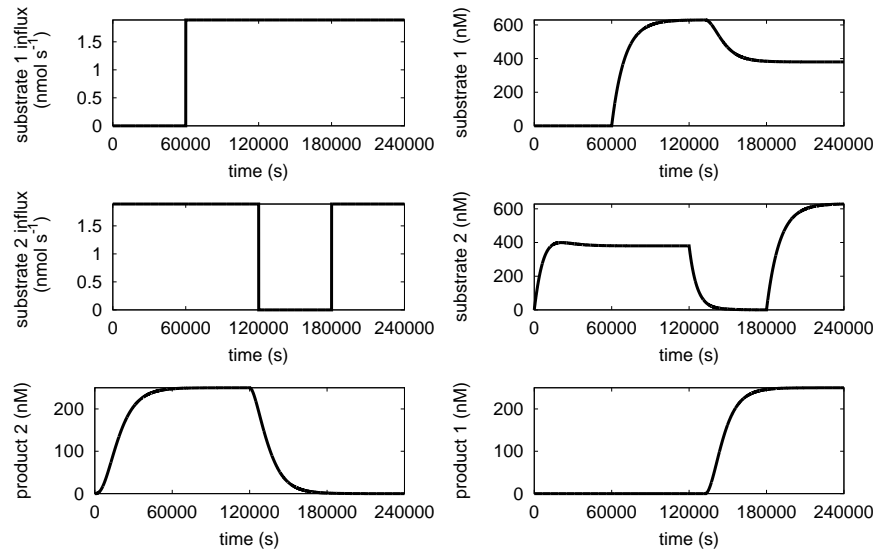 substrate 1 influx
(nmol s⁻¹)
1.5
1
0.5
0
0 60000 120000 180000 240000
time (s)
substrate 1 (nM)
600
400
200
0
0 60000 120000 180000 240000
time (s)
substrate 2 influx
(nmol s⁻¹)
1.5
1
0.5
0
0 60000 120000 180000 240000
time (s)
substrate 2 (nM)
600
400
200
0
0 60000 120000 180000 240000
time (s)
product 2 (nM)
200
100
0
0 60000 120000 180000 240000
time (s)
product 1 (nM)
200
100
0
0 60000 120000 180000 240000
time (s)